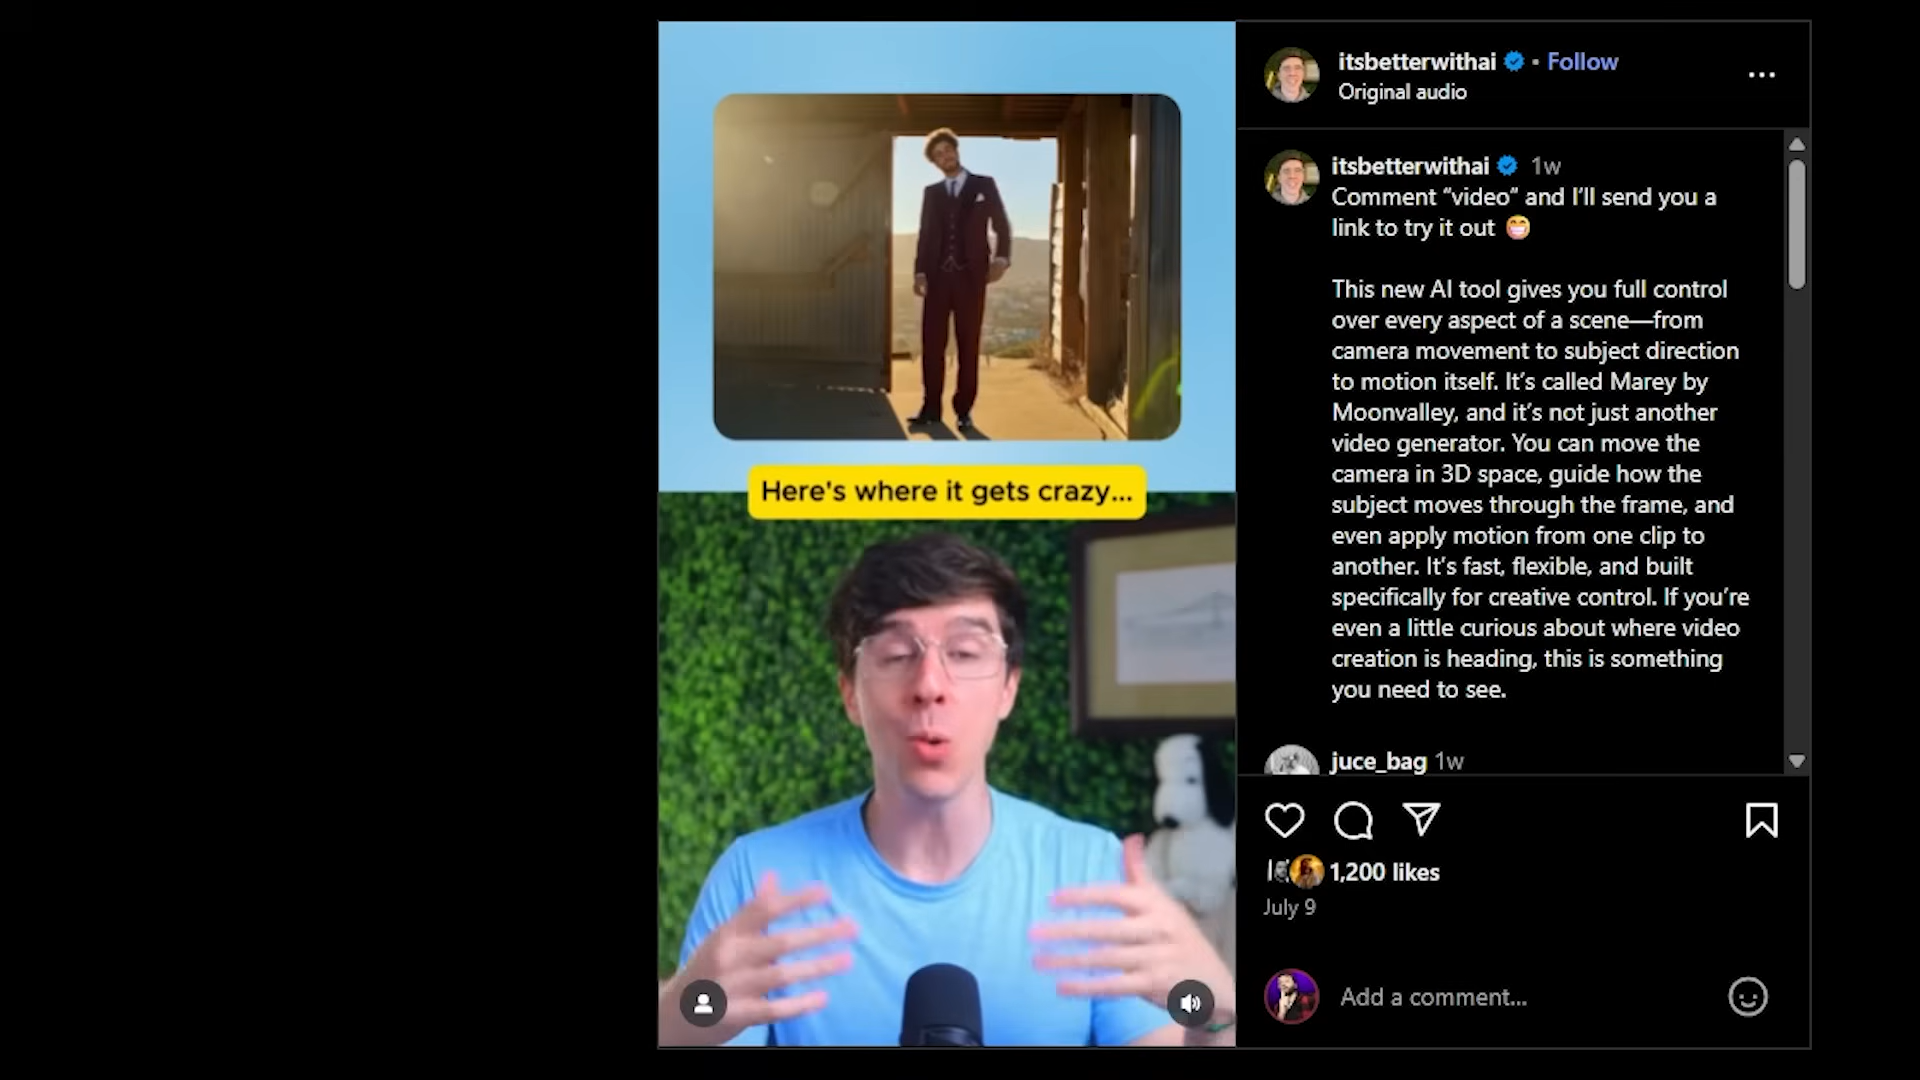 Here's where it gets crazy...
itsbetterwithai • Follow
Original audio
itsbetterwithai 1w
Comment “video” and I’ll send you a
link to try it out 😁
This new AI tool gives you full control
over every aspect of a scene—from
camera movement to subject direction
to motion itself. It’s called Marey by
Moonvalley, and it’s not just another
video generator. You can move the
camera in 3D space, guide how the
subject moves through the frame, and
even apply motion from one clip to
another. It’s fast, flexible, and built
specifically for creative control. If you’re
even a little curious about where video
creation is heading, this is something
you need to see.
juce_bag 1w
1,200 likes
July 9
Add a comment...